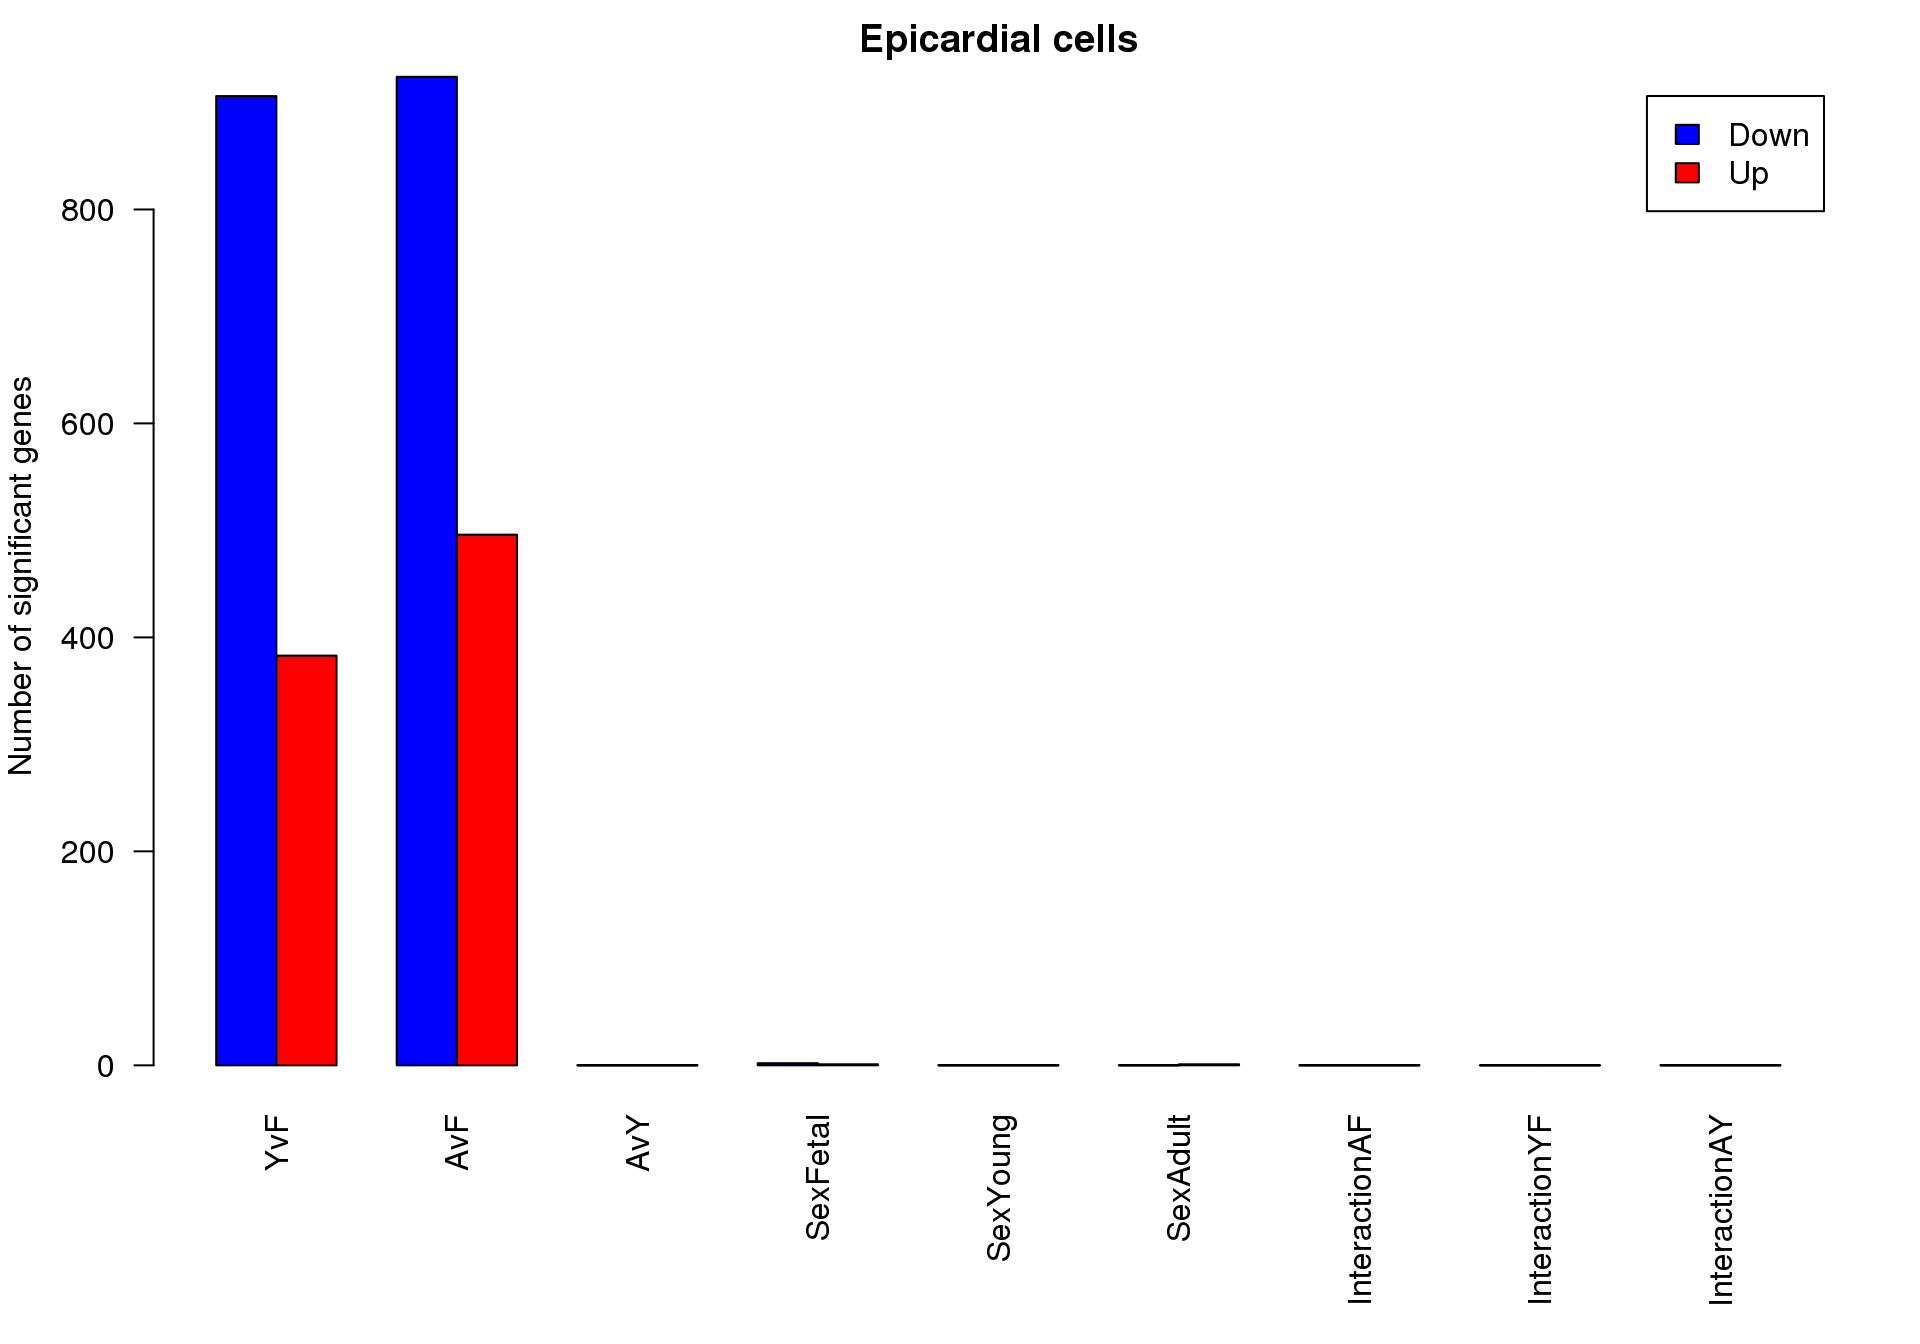 Epicardial cells
Down
Up
Number of significant genes
800
600
400
200
0
YvF
AvF
AvY
SexFetal
SexYoung
SexAdult
InteractionAF
InteractionYF
InteractionAY